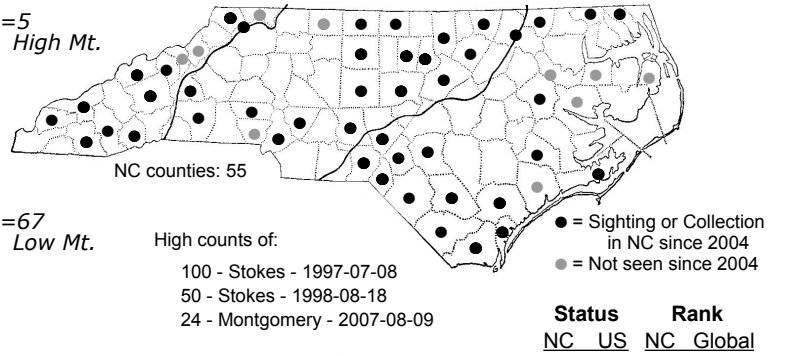 =5
High Mt.
NC counties: 55
=67
Low Mt.
High counts of:
100 - Stokes - 1997-07-08
50 - Stokes - 1998-08-18
24 - Montgomery - 2007-08-09
= Sighting or Collection
in NC since 2004
= Not seen since 2004
Status Rank
NC US NC Global